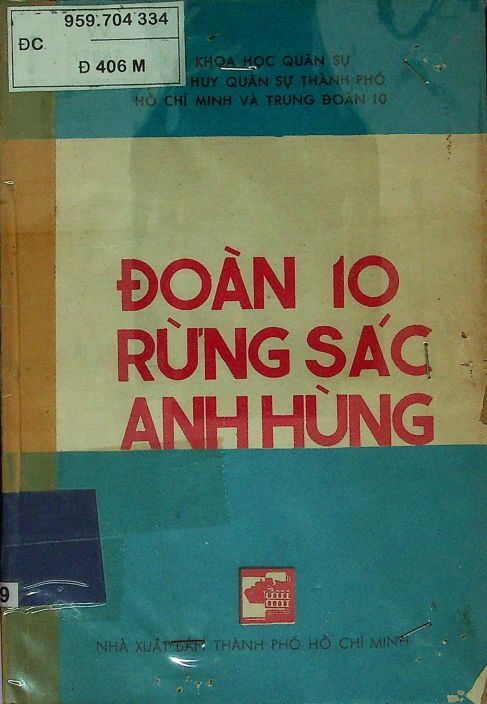 959.704 334
ĐC
Đ 406 M
KHOA HỌC QUÂN SỰ
HUY QUÂN SỰ THÀNH PHỐ
HỒ CHÍ MINH VÀ TRUNG ĐOÀN 10
ĐOÀN 10
RỪNG SÁC
ANH HÙNG
9
NHÀ XUẤT BẢN THÀNH PHỐ HỒ CHÍ MINH